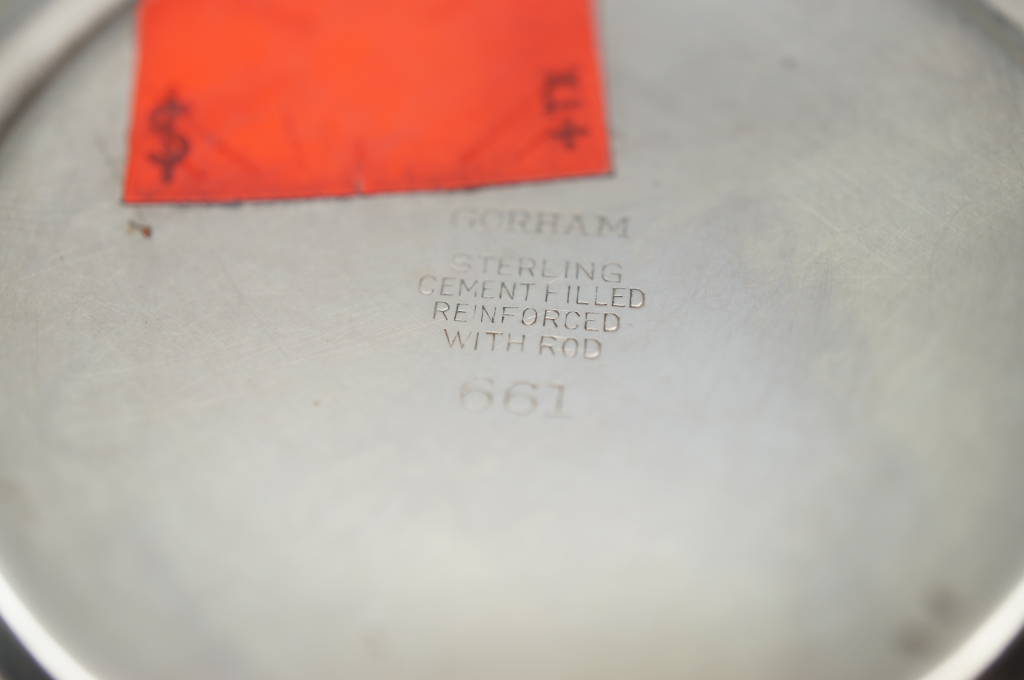 GORHAM
STERLING
CEMENT FILLED
REINFORCED
WITH ROD
661